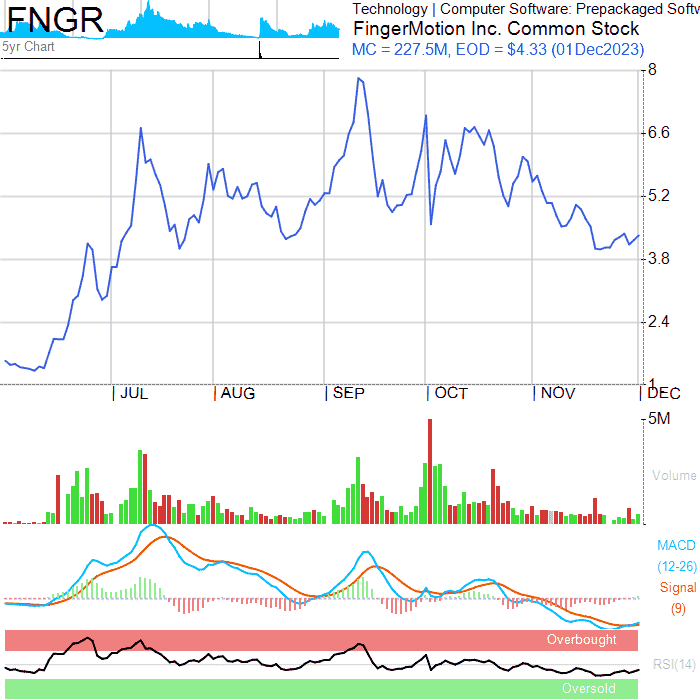 FNGR
Technology | Computer Software: Prepackaged Softw
FingerMotion Inc. Common Stock
5yr Chart
MC = 227.5M, EOD = $4.33 (01Dec2023)
8
6.6
5.2
3.8
2.4
1
| JUL | AUG | SEP | OCT | NOV | DEC
5M
Volume
MACD
(12-26)
Signal
(9)
Overbought
RSI(14)
Oversold